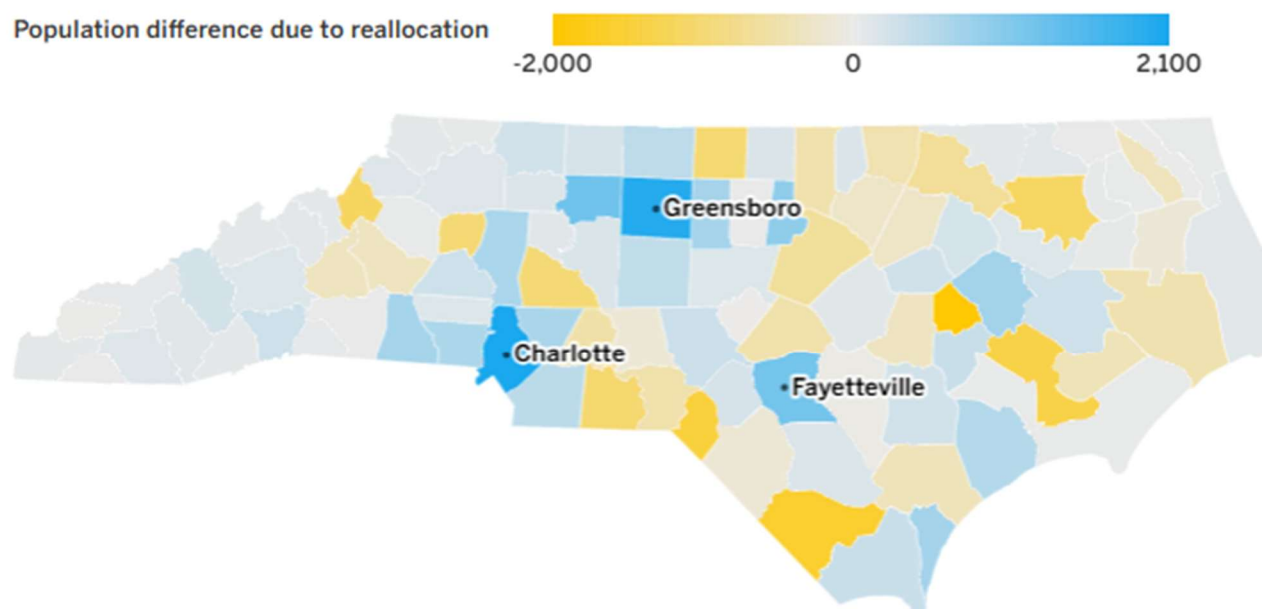 Population difference due to reallocation
-2,000 0 2,100
Greensboro
Charlotte
Fayetteville